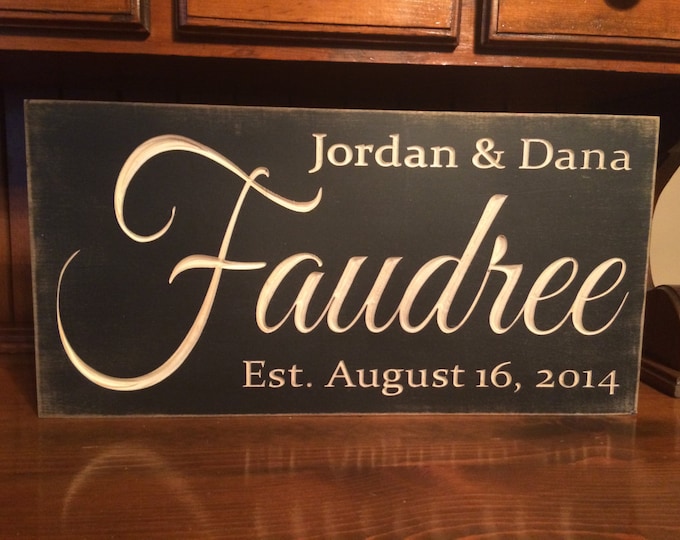 Jordan & Dana
Faudree
Est. August 16, 2014